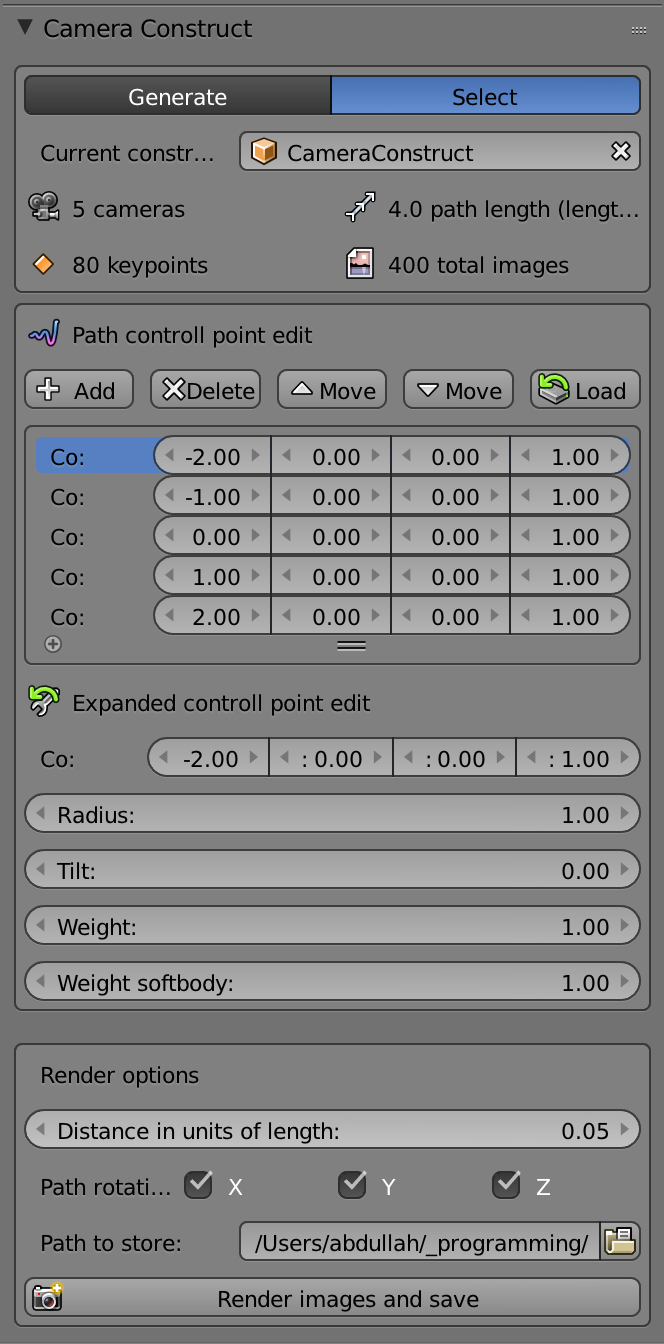 Camera Construct
Generate Select
Current constr... CameraConstruct
5 cameras 4.0 path length (lengt...
80 keypoints 400 total images
Path controll point edit
Add Delete Move Move Load
Co: -2.00 0.00 0.00 1.00
Co: -1.00 0.00 0.00 1.00
Co: 0.00 0.00 0.00 1.00
Co: 1.00 0.00 0.00 1.00
Co: 2.00 0.00 0.00 1.00
Expanded controll point edit
Co: -2.00 : 0.00 : 0.00 : 1.00
Radius: 1.00
Tilt: 0.00
Weight: 1.00
Weight softbody: 1.00
Render options
Distance in units of length: 0.05
Path rotati... X Y Z
Path to store: /Users/abdullah/_programming/
Render images and save